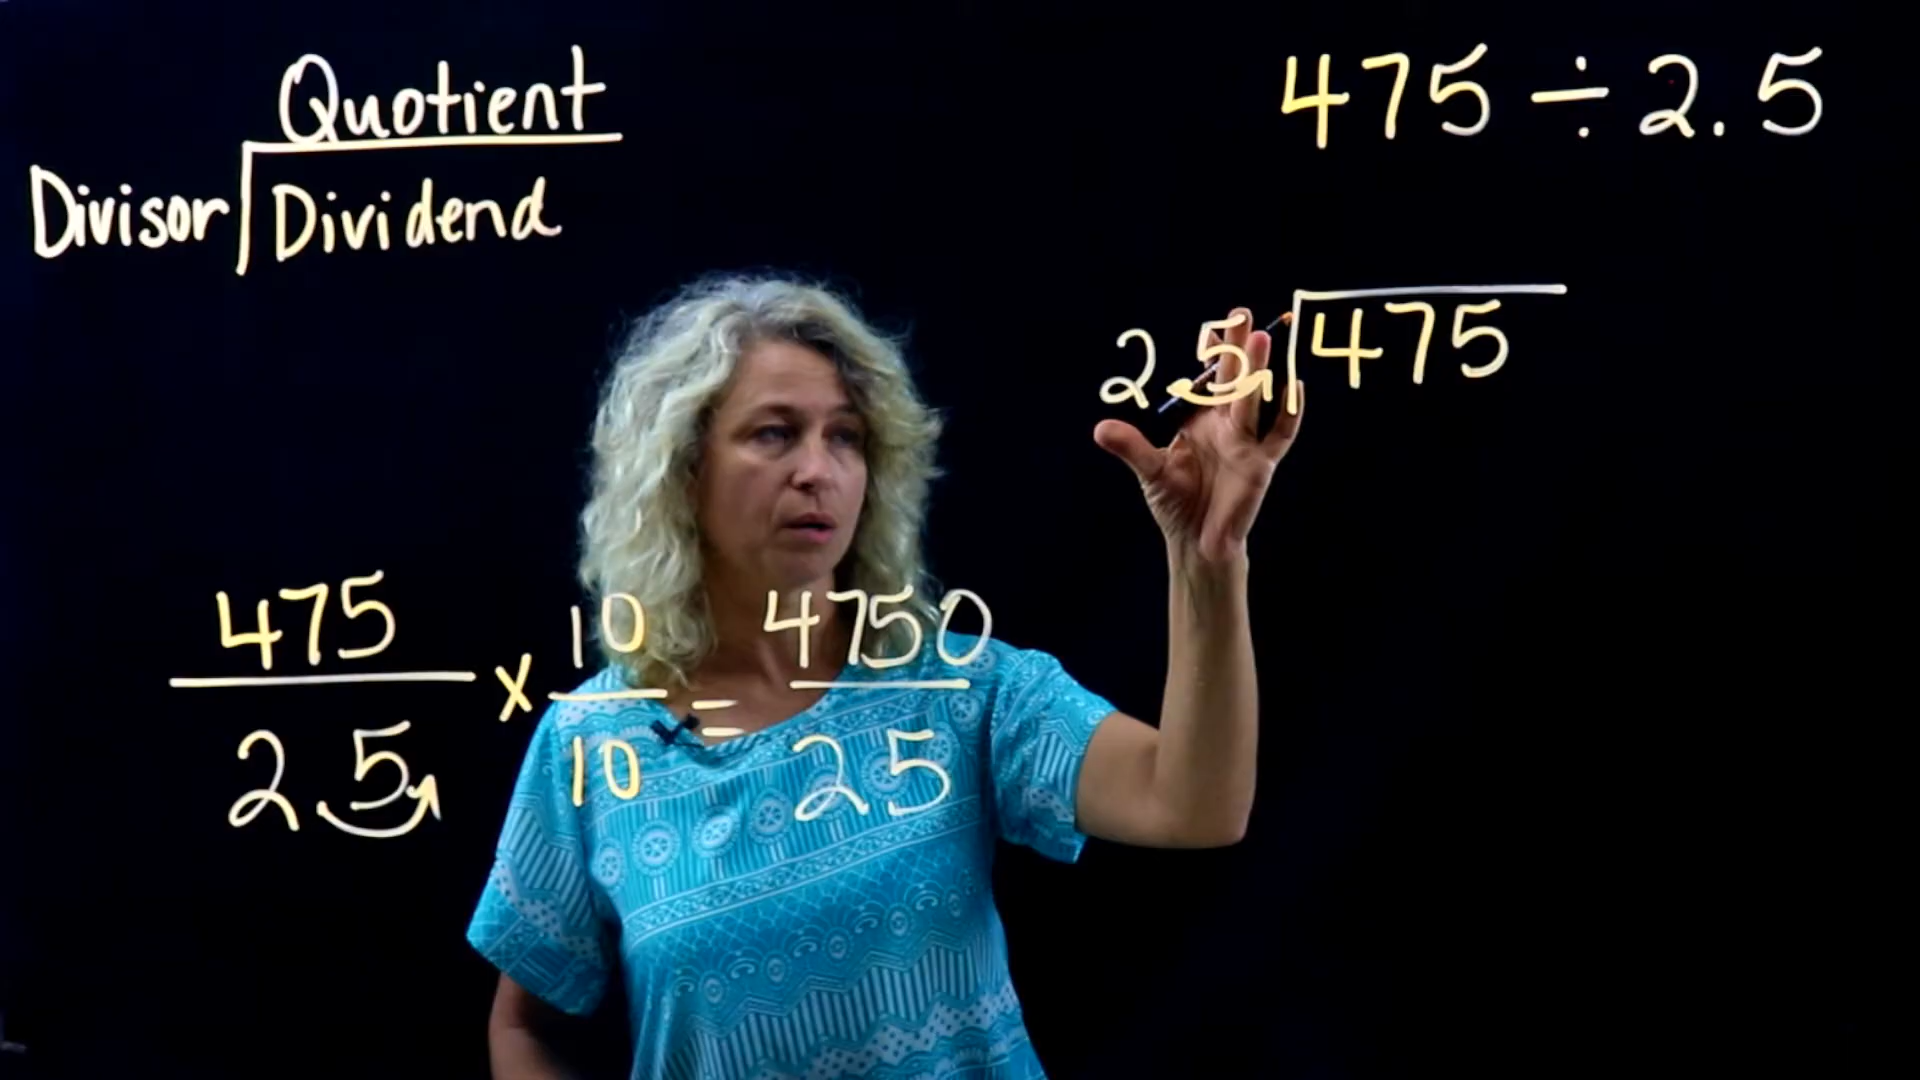 Quotient
Divisor Dividend
475 ÷ 2.5
2.5 475
475 × 10 = 4750
2.5 10 25